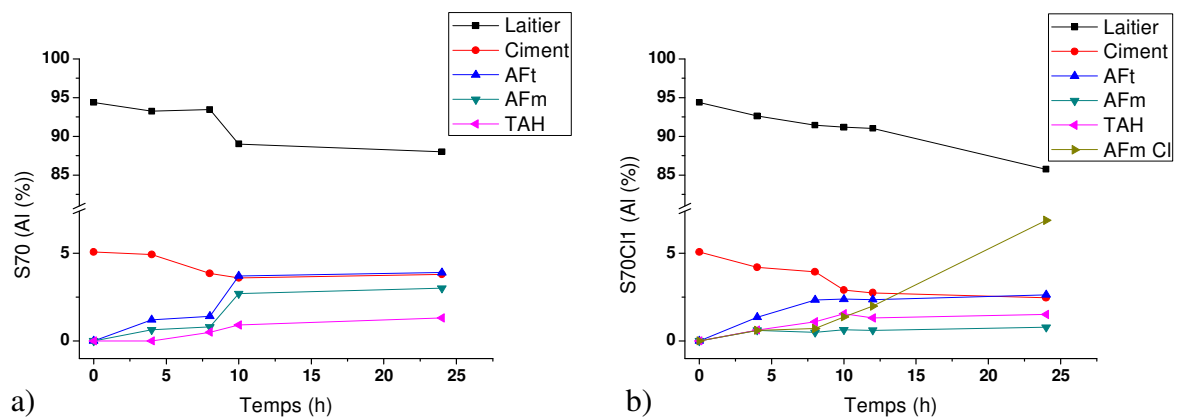 Laitier
Ciment
AFt
AFm
TAH
100
95
90
85
5
0
S70 (Al (%))
0 5 10 15 20 25
Temps (h)
a)
Laitier
Ciment
AFt
AFm
TAH
AFm Cl
100
95
90
85
5
0
S70Cl1 (Al (%))
0 5 10 15 20 25
Temps (h)
b)